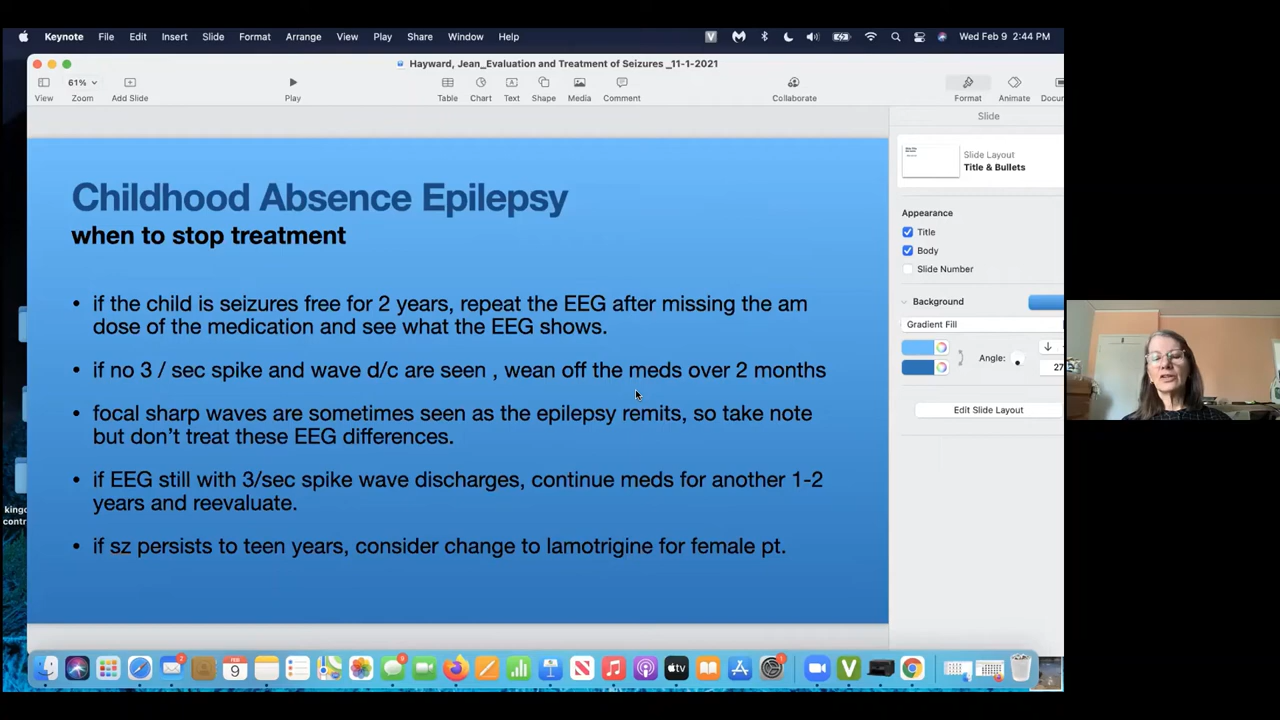 Keynote File Edit Insert Slide Format Arrange View Play Share Window Help Wed Feb 9 2:44 PM
Hayward, Jean_Evaluation and Treatment of Seizures _11-1-2021
61%
View Zoom Add Slide Play Table Chart Text Shape Media Comment Collaborate Format Animate Docu
Slide
Slide Layout
Title & Bullets
Appearance
Title
Body
Slide Number
Background
Gradient Fill
Angle:
27
Edit Slide Layout
Childhood Absence Epilepsy
when to stop treatment
• if the child is seizures free for 2 years, repeat the EEG after missing the am
dose of the medication and see what the EEG shows.
• if no 3 / sec spike and wave d/c are seen , wean off the meds over 2 months
• focal sharp waves are sometimes seen as the epilepsy remits, so take note
but don't treat these EEG differences.
• if EEG still with 3/sec spike wave discharges, continue meds for another 1-2
years and reevaluate.
• if sz persists to teen years, consider change to lamotrigine for female pt.
contr
FEB
9
tv